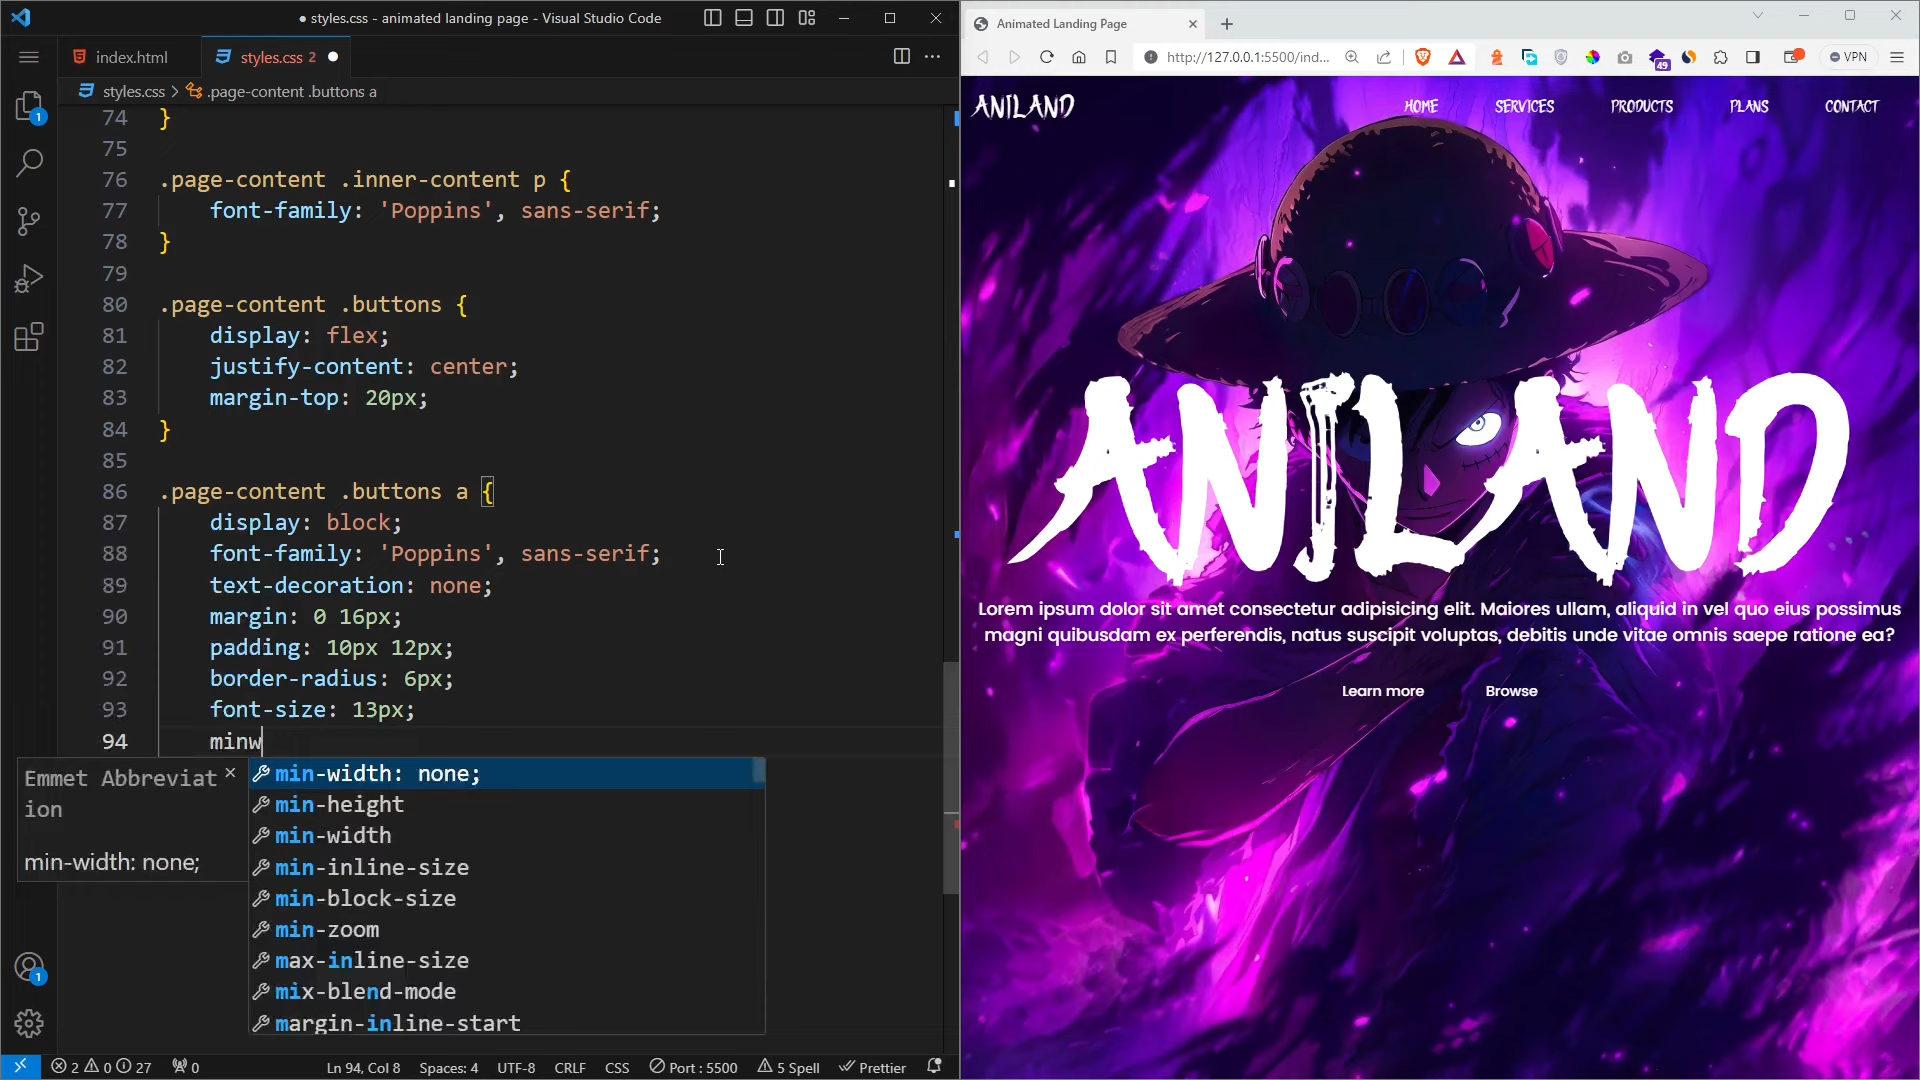 ● styles.css - animated landing page - Visual Studio Code
index.html
styles.css 2
styles.css > .page-content .buttons a
74 }
75
76 .page-content .inner-content p {
77 font-family: 'Poppins', sans-serif;
78 }
79
80 .page-content .buttons {
81 display: flex;
82 justify-content: center;
83 margin-top: 20px;
84 }
85
86 .page-content .buttons a {
87 display: block;
88 font-family: 'Poppins', sans-serif;
89 text-decoration: none;
90 margin: 0 16px;
91 padding: 10px 12px;
92 border-radius: 6px;
93 font-size: 13px;
94 minw
Emmet Abbreviat
ion
min-width: none;
min-width: none;
min-height
min-width
min-inline-size
min-block-size
min-zoom
max-inline-size
mix-blend-mode
margin-inline-start
1
1
2 0 27 0 Ln 94, Col 8 Spaces: 4 UTF-8 CRLF CSS Port : 5500 5 Spell Prettier
Animated Landing Page
http://127.0.0.1:5500/ind... 49 VPN
ANILAND HOME SERVICES PRODUCTS PLANS CONTACT
ANILAND
Lorem ipsum dolor sit amet consectetur adipisicing elit. Maiores ullam, aliquid in vel quo eius possimus
magni quibusdam ex perferendis, natus suscipit voluptas, debitis unde vitae omnis saepe ratione ea?
Learn more Browse